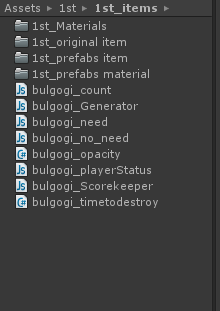 Assets ▸ 1st ▸ 1st_items ▸
1st_Materials
1st_original item
1st_prefabs item
1st_prefabs material
bulgogi_count
bulgogi_Generator
bulgogi_need
bulgogi_no_need
bulgogi_opacity
bulgogi_playerStatus
bulgogi_Scorekeeper
bulgogi_timetodestroy